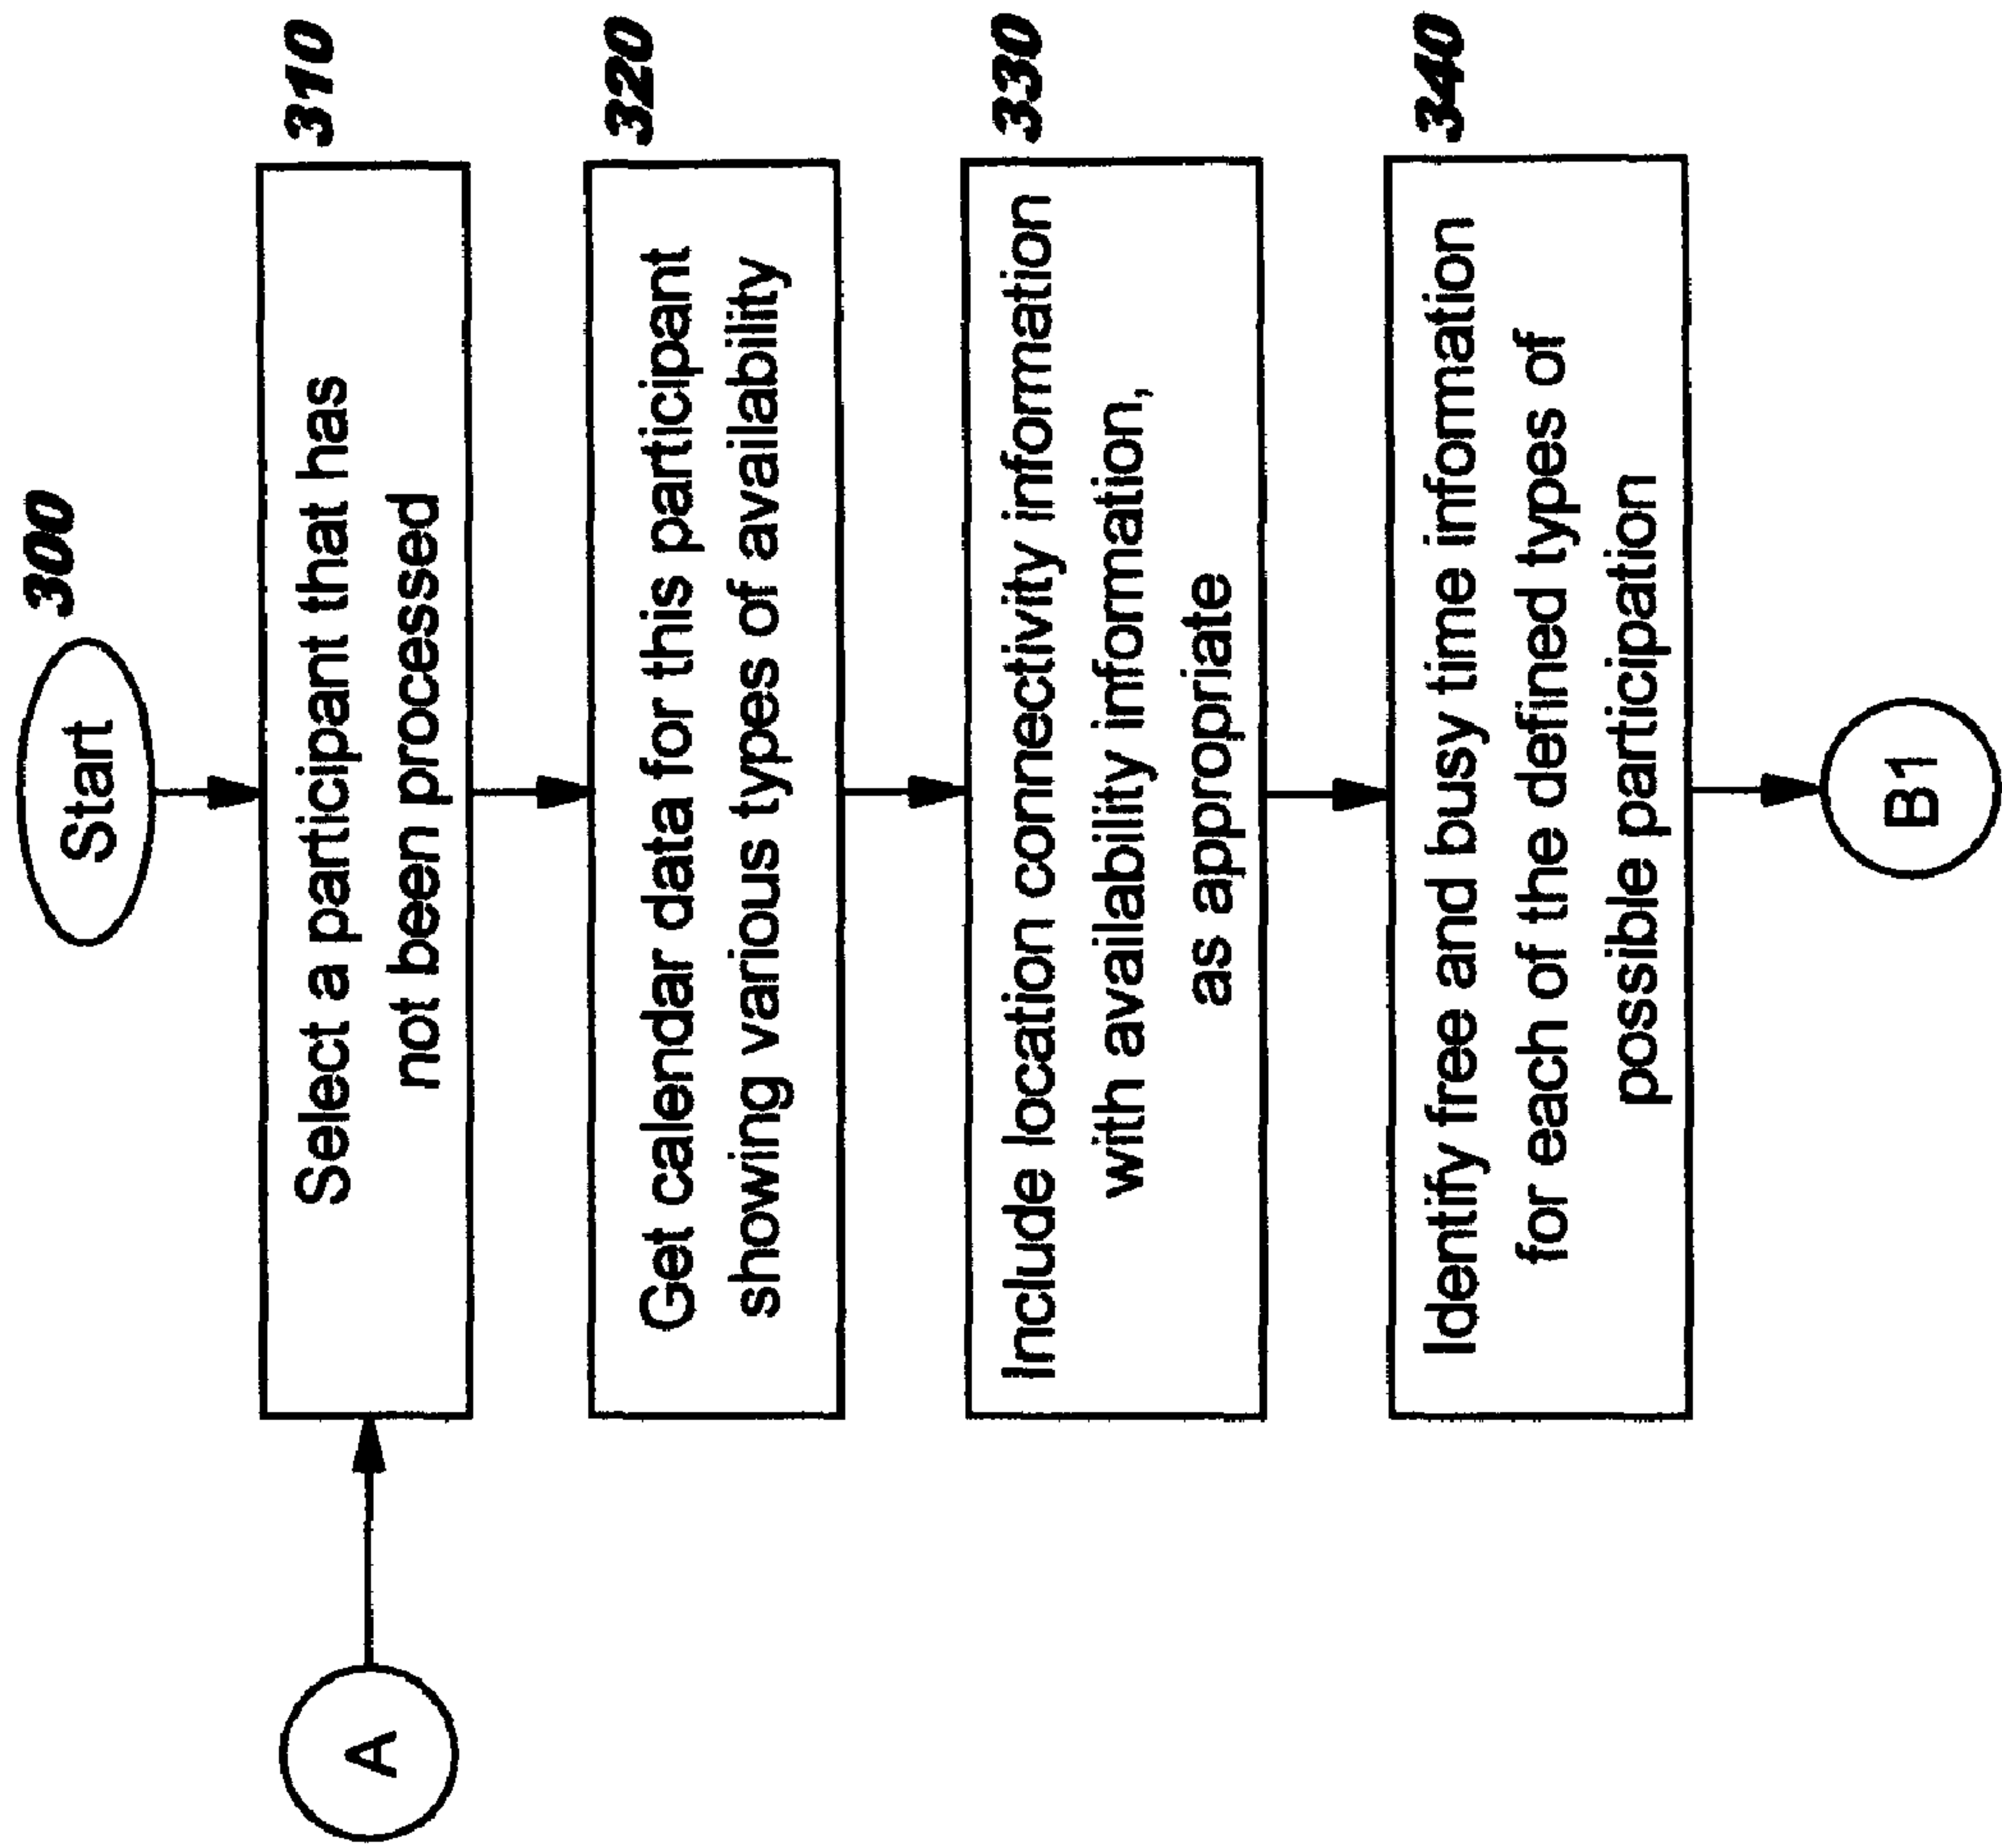 Start
300
A
Select a participant that has
not been processed
310
Get calendar data for this participant
showing various types of availability
320
Include location connectivity information
with availability information,
as appropriate
330
Identify free and busy time information
for each of the defined types of
possible participation
340
B1